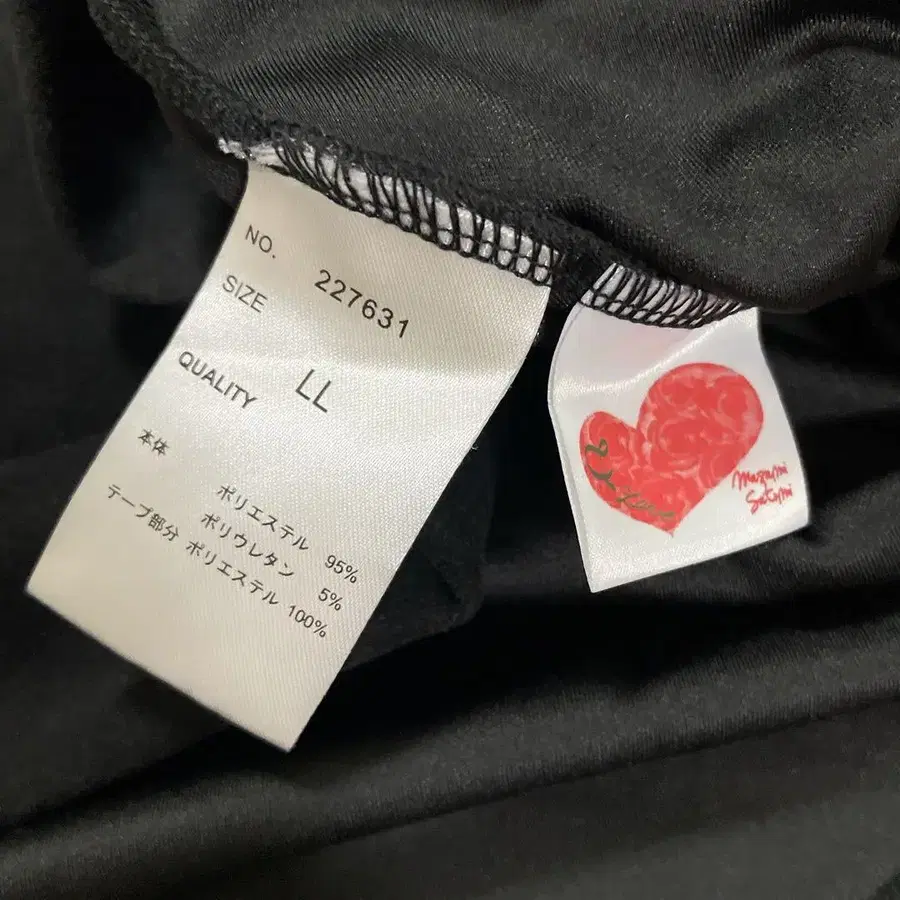 NO. 227631
SIZE LL
QUALITY
本体 ポリエステル 95%
ポリウレタン 5%
テープ部分 ポリエステル 100%
Masami
Satomi